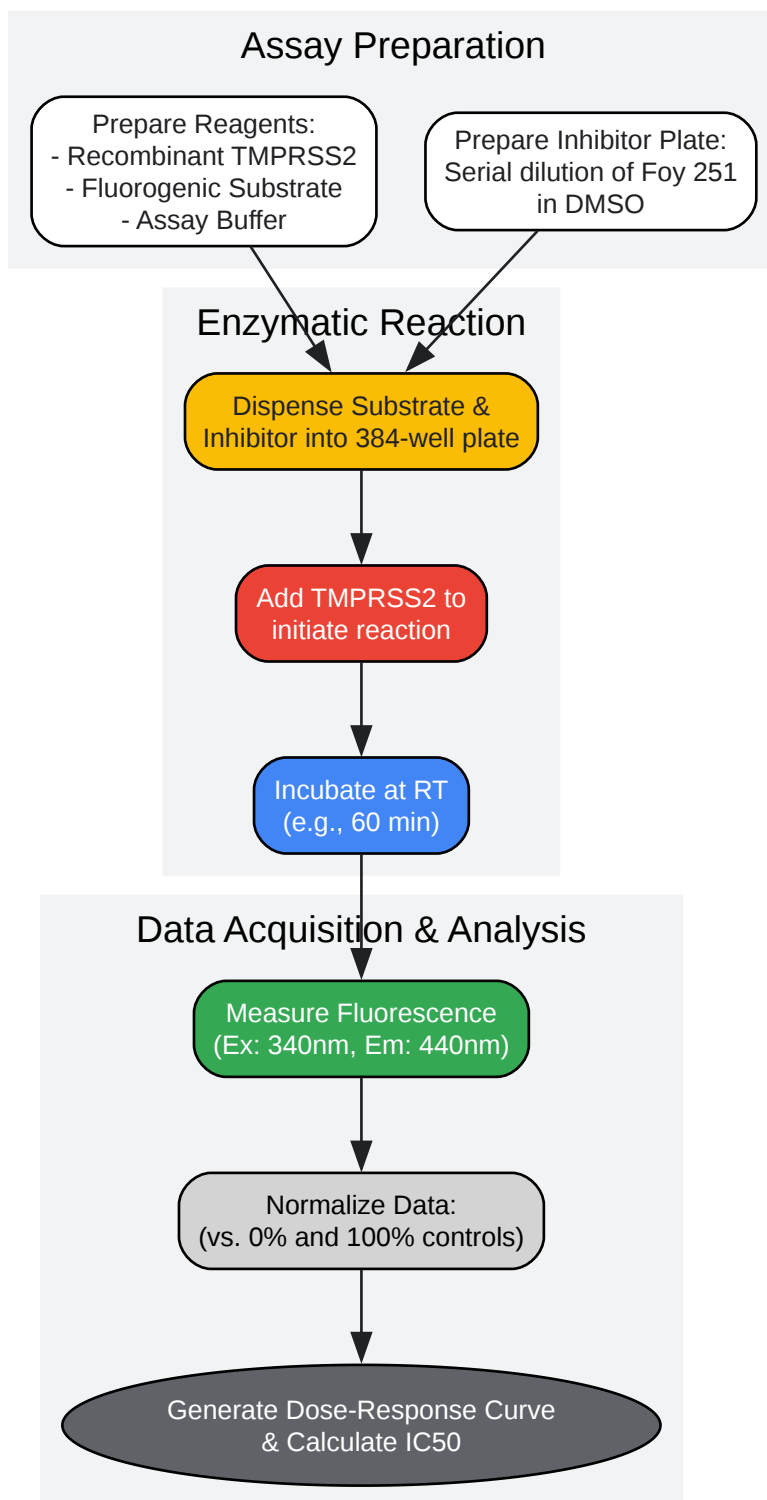 Assay Preparation
Prepare Reagents:
- Recombinant TMPRSS2
- Fluorogenic Substrate
- Assay Buffer
Prepare Inhibitor Plate:
Serial dilution of Foy 251
in DMSO
Enzymatic Reaction
Dispense Substrate &
Inhibitor into 384-well plate
Add TMPRSS2 to
initiate reaction
Incubate at RT
(e.g., 60 min)
Data Acquisition & Analysis
Measure Fluorescence
(Ex: 340nm, Em: 440nm)
Normalize Data:
(vs. 0% and 100% controls)
Generate Dose-Response Curve
& Calculate IC50